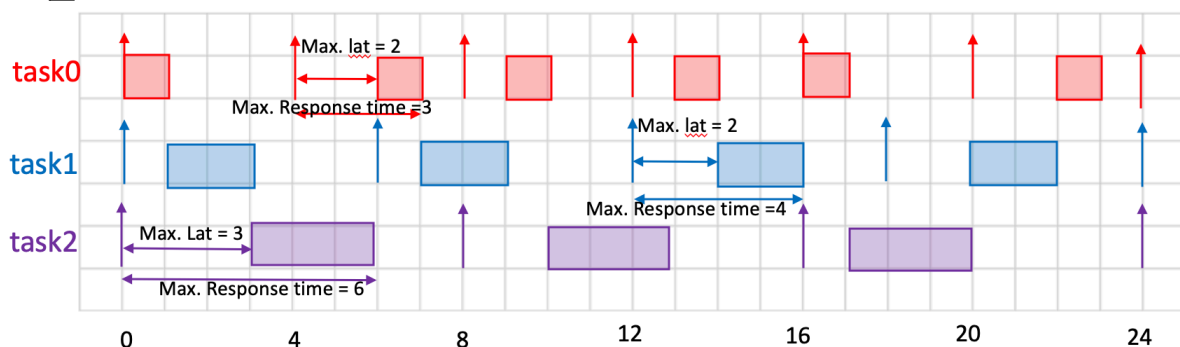 Max. lat = 2
task0
Max. Response time =3
Max. lat = 2
task1
Max. Response time =4
Max. Lat = 3
task2
Max. Response time = 6
0 4 8 12 16 20 24